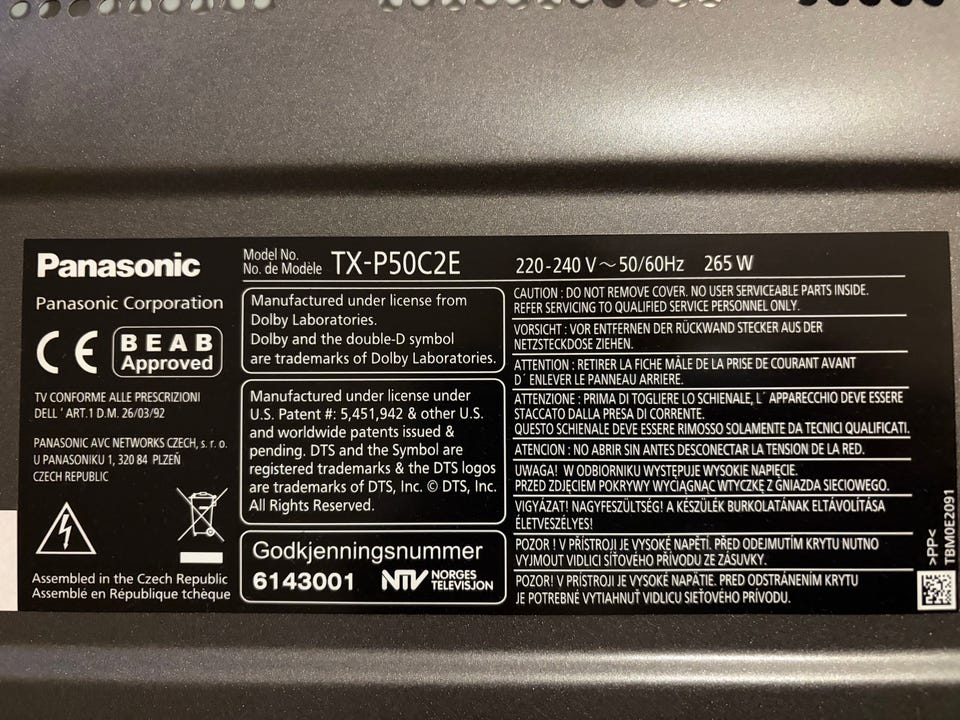 Panasonic
Panasonic Corporation
CE
BEAB
Approved
TV CONFORME ALLE PRESCRIZIONI
DELL ' ART.1 D.M. 26/03/92
PANASONIC AVC NETWORKS CZECH, s. r. o.
U PANASONIKU 1, 320 84 PLZEŇ
CZECH REPUBLIC
Assembled in the Czech Republic
Assemblé en République tchèque
Model No.
No. de Modèle
TX-P50C2E
220-240 V ~ 50/60Hz 265 W
Manufactured under license from
Dolby Laboratories.
Dolby and the double-D symbol
are trademarks of Dolby Laboratories.
Manufactured under license under
U.S. Patent #: 5,451,942 & other U.S.
and worldwide patents issued &
pending. DTS and the Symbol are
registered trademarks & the DTS logos
are trademarks of DTS, Inc. © DTS, Inc.
All Rights Reserved.
Godkjenningsnummer
6143001
NTV NORGES
TELEVISJON
CAUTION : DO NOT REMOVE COVER. NO USER SERVICEABLE PARTS INSIDE.
REFER SERVICING TO QUALIFIED SERVICE PERSONNEL ONLY.
VORSICHT : VOR ENTFERNEN DER RÜCKWAND STECKER AUS DER
NETZSTECKDOSE ZIEHEN.
ATTENTION : RETIRER LA FICHE MÂLE DE LA PRISE DE COURANT AVANT
D´ ENLEVER LE PANNEAU ARRIERE.
ATTENZIONE : PRIMA DI TOGLIERE LO SCHIENALE, L´ APPARECCHIO DEVE ESSERE
STACCATO DALLA PRESA DI CORRENTE.
QUESTO SCHIENALE DEVE ESSERE RIMOSSO SOLAMENTE DA TECNICI QUALIFICATI.
ATENCION : NO ABRIR SIN ANTES DESCONECTAR LA TENSION DE LA RED.
UWAGA! W ODBIORNIKU WYSTĘPUJE WYSOKIE NAPIĘCIE.
PRZED ZDJĘCIEM POKRYWY WYCIĄGNĄĆ WTYCZKĘ Z GNIAZDA SIECIOWEGO.
VIGYÁZAT! NAGYFESZÜLTSÉG! A KÉSZÜLÉK BURKOLATÁNAK ELTÁVOLÍTÁSA
ÉLETVESZÉLYES!
POZOR ! V PŘÍSTROJI JE VYSOKÉ NAPĚTÍ. PŘED ODEJMUTÍM KRYTU NUTNO
VYJMOUT VIDLICI SÍŤOVÉHO PŘÍVODU ZE ZÁSUVKY.
POZOR! V PRÍSTROJI JE VYSOKÉ NAPÄTIE. PRED ODSTRÁNENÍM KRYTU
JE POTREBNÉ VYTIAHNUŤ VIDLICU SIEŤOVÉHO PRÍVODU.
>PP<
TBM0E2091